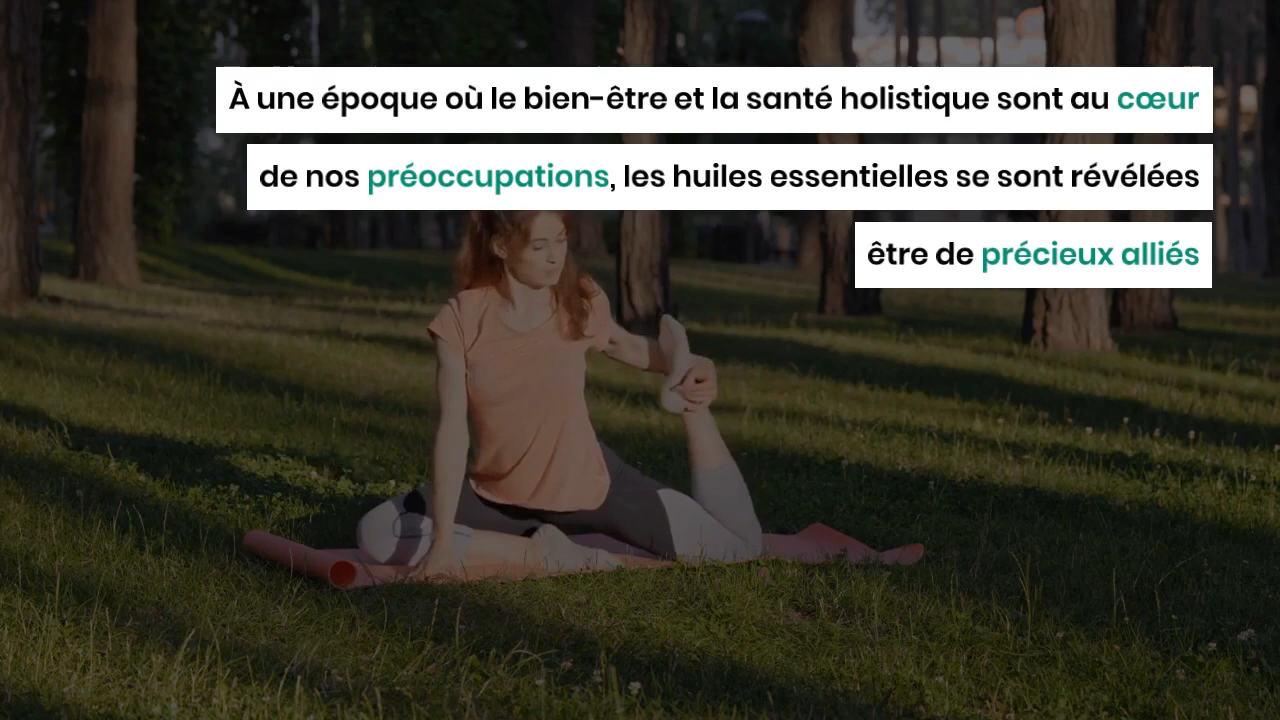 À une époque où le bien-être et la santé holistique sont au cœur
de nos préoccupations, les huiles essentielles se sont révélées
être de précieux alliés